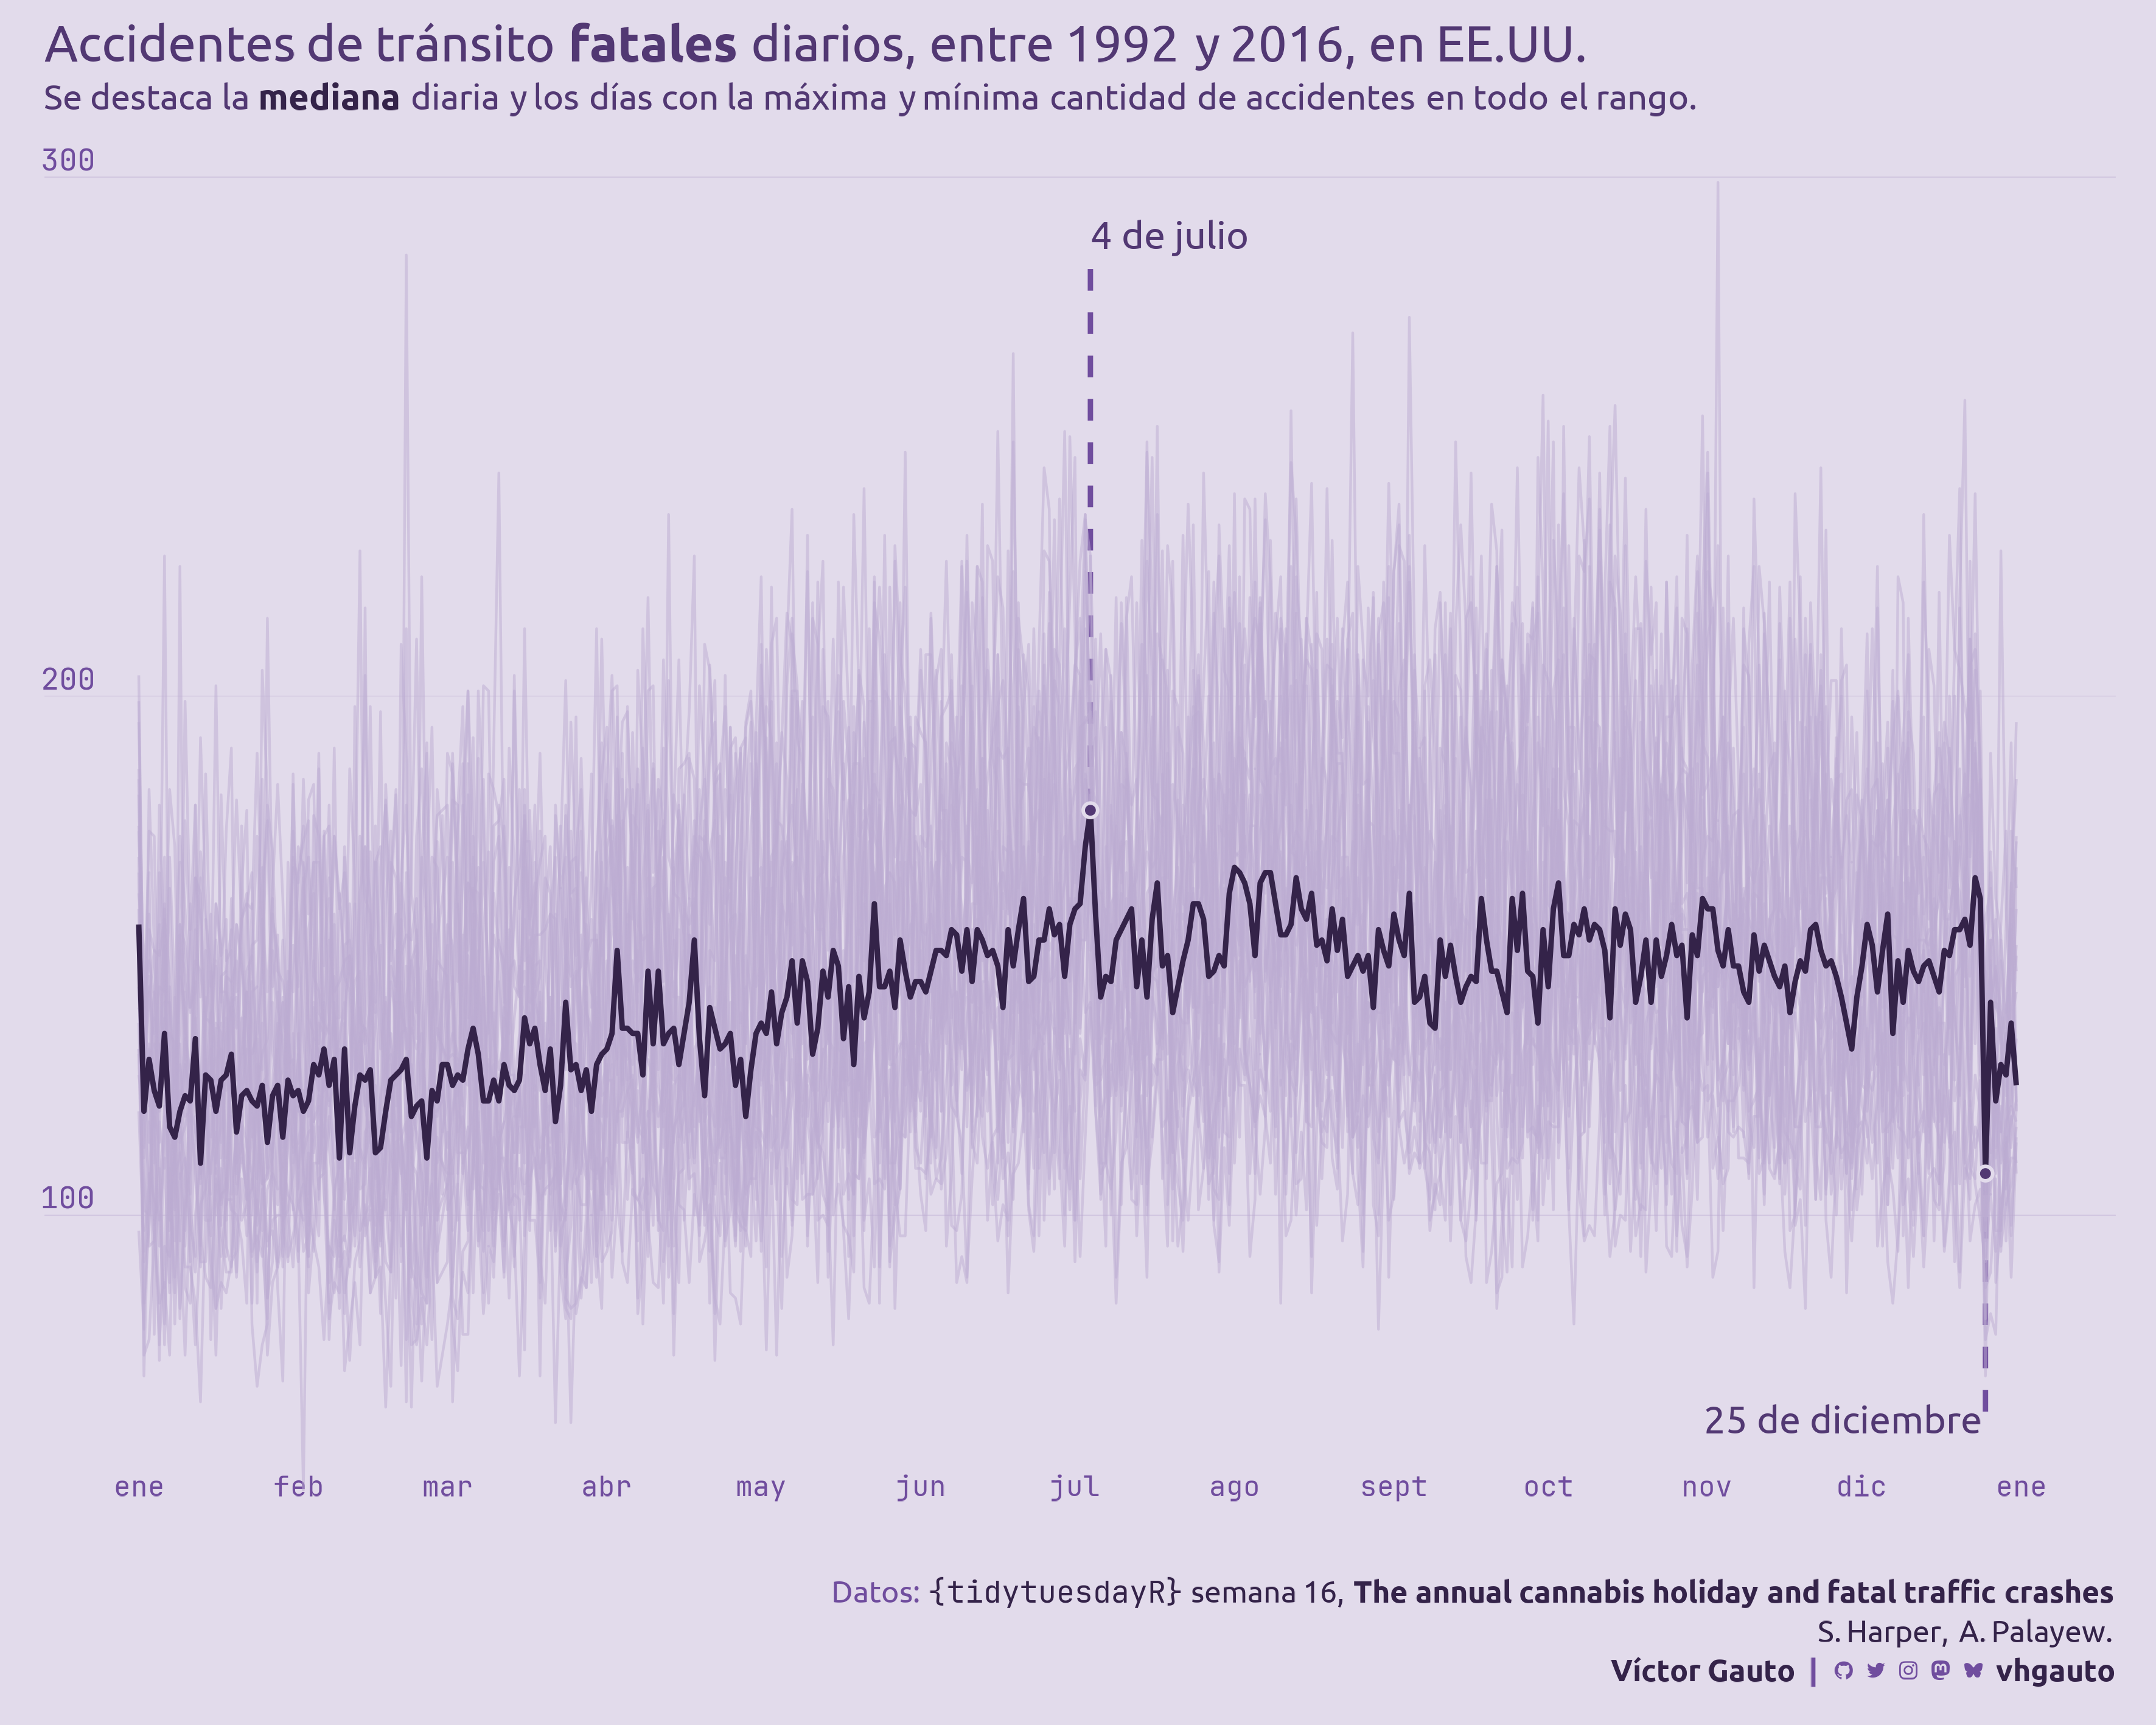 Accidentes de tránsito fatales diarios, entre 1992 y 2016, en EE.UU.
Se destaca la mediana diaria y los días con la máxima y mínima cantidad de accidentes en todo el rango.
300
4 de julio
200
100
25 de diciembre
ene feb mar abr may jun jul ago sept oct nov dic ene
Datos: {tidytuesdayR} semana 16, The annual cannabis holiday and fatal traffic crashes
S. Harper, A. Palayew.
Víctor Gauto | vhgauto